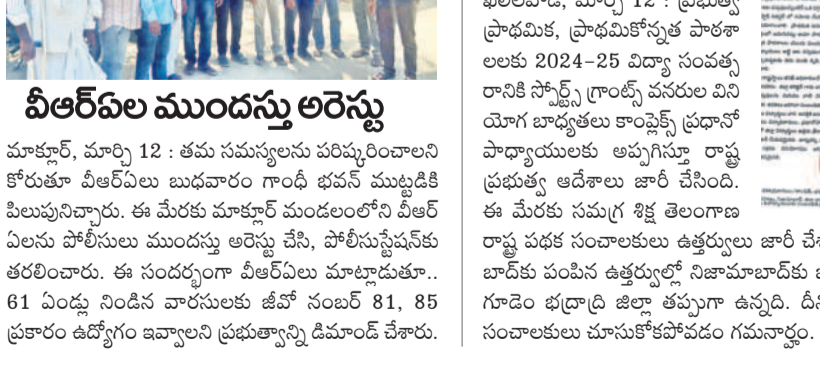 వీఆర్ఏల ముందస్తు అరెస్టు
మాక్లూర్, మార్చి 12 : తమ సమస్యలను పరిష్కరించాలని
కోరుతూ వీఆర్ఏలు బుధవారం గాంధీ భవన్ ముట్టడికి
పిలుపునిచ్చారు. ఈ మేరకు మాక్లూర్ మండలంలోని వీఆర్
ఏలను పోలీసులు ముందస్తు అరెస్టు చేసి, పోలీసుస్టేషన్‌కు
తరలించారు. ఈ సందర్భంగా వీఆర్ఏలు మాట్లాడుతూ..
61 ఏండ్లు నిండిన వారసులకు జీవో నంబర్ 81, 85
ప్రకారం ఉద్యోగం ఇవ్వాలని ప్రభుత్వాన్ని డిమాండ్ చేశారు.
మార్చి 12 : ప్రభుత్వ
ప్రాథమిక, ప్రాథమికోన్నత పాఠశా
లలకు 2024-25 విద్యా సంవత్స
రానికి స్పోర్ట్స్ గ్రాంట్స్ వనరుల విని
యోగ బాధ్యతలు కాంప్లెక్స్ ప్రధానో
పాధ్యాయులకు అప్పగిస్తూ రాష్ట్ర
ప్రభుత్వ ఆదేశాలు జారీ చేసింది.
ఈ మేరకు సమగ్ర శిక్ష తెలంగాణ
రాష్ట్ర పథక సంచాలకులు ఉత్తర్వులు జారీ
బాద్‌కు పంపిన ఉత్తర్వుల్లో నిజామాబాద్‌కు
గూడెం భద్రాద్రి జిల్లా తప్పుగా ఉన్నది.
సంచాలకులు చూసుకోకపోవడం గమనార్హం.